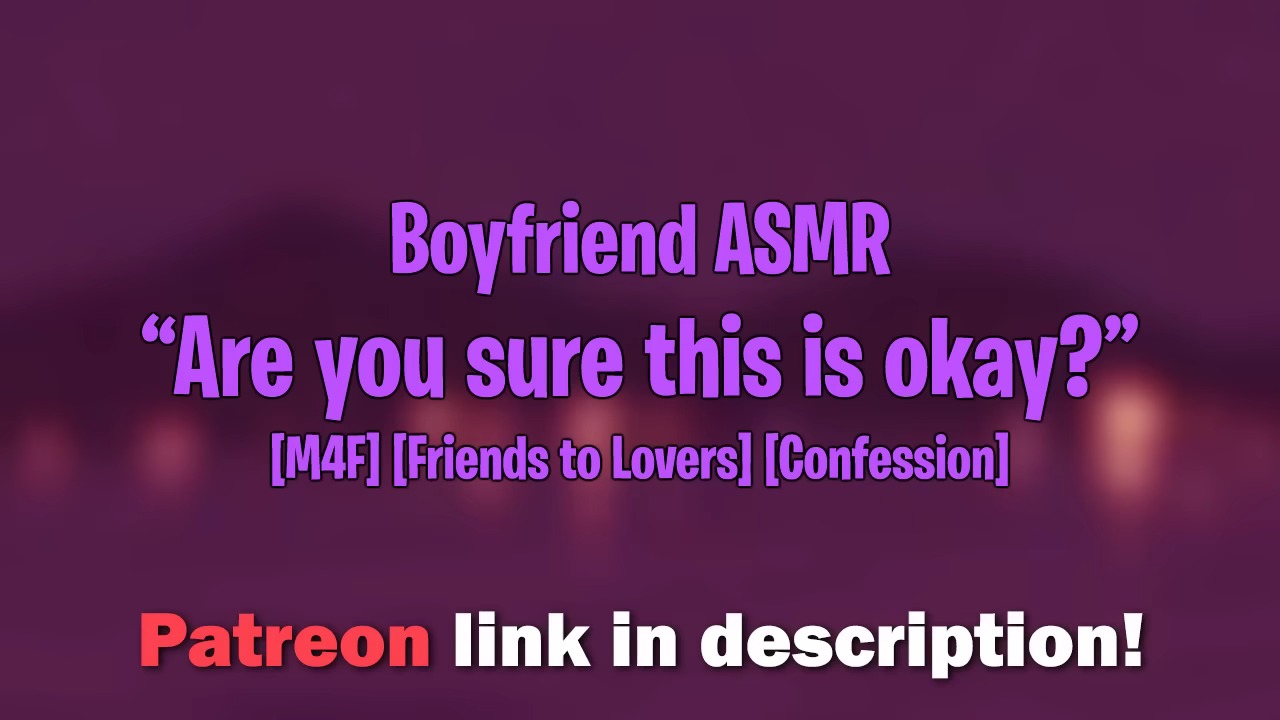 Boyfriend ASMR
“Are you sure this is okay?”
[M4F] [Friends to Lovers] [Confession]
Patreon link in description!